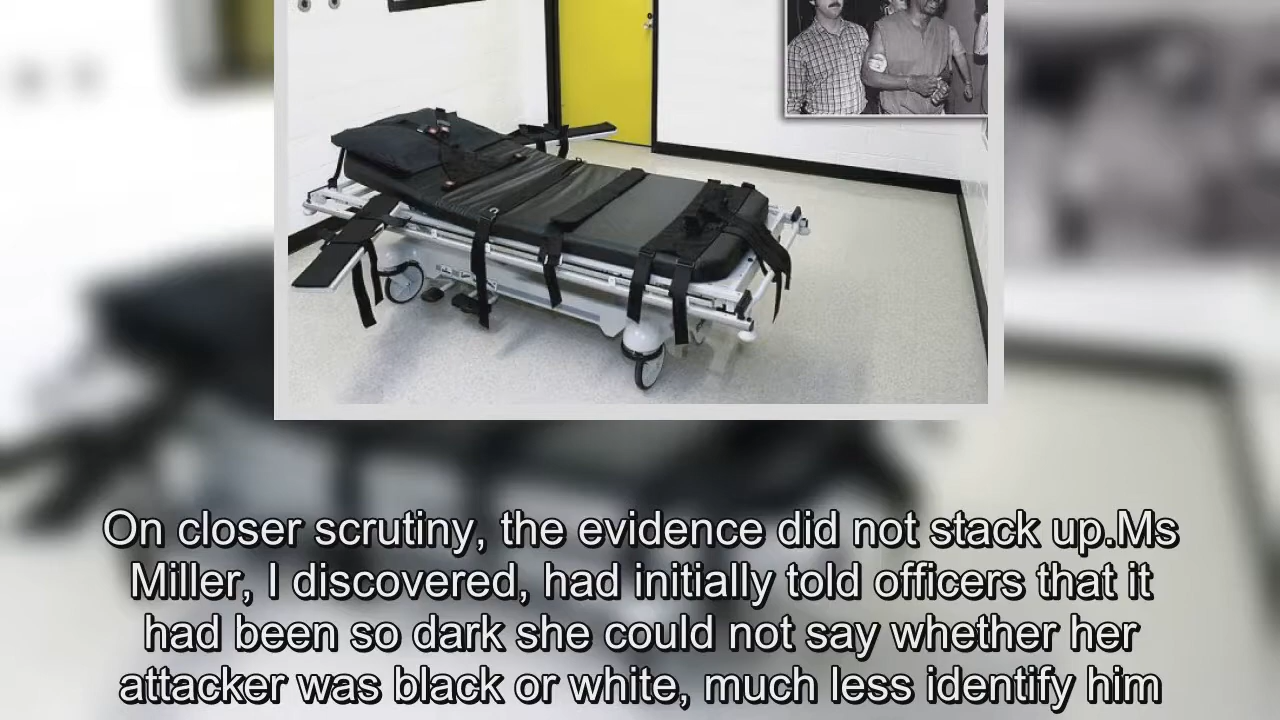 On closer scrutiny, the evidence did not stack up.Ms
Miller, I discovered, had initially told officers that it
had been so dark she could not say whether her
attacker was black or white, much less identify him